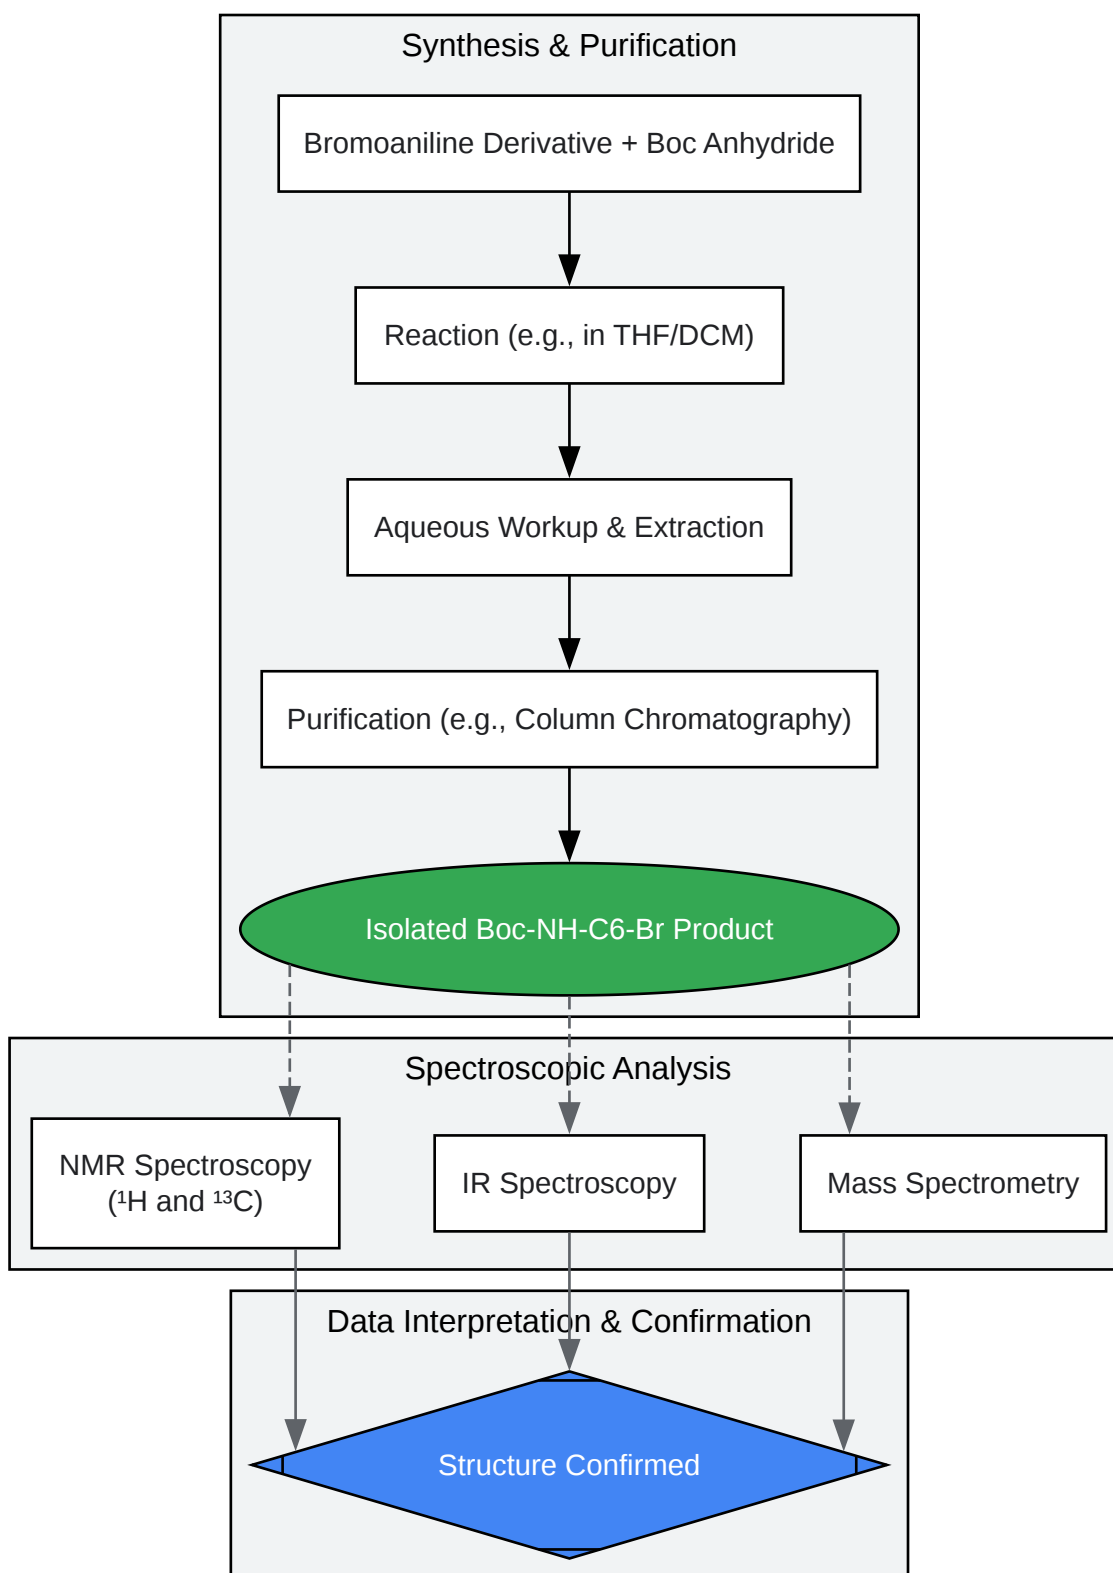 Synthesis & Purification
Bromoaniline Derivative + Boc Anhydride
Reaction (e.g., in THF/DCM)
Aqueous Workup & Extraction
Purification (e.g., Column Chromatography)
Isolated Boc-NH-C6-Br Product
Spectroscopic Analysis
NMR Spectroscopy
(¹H and ¹³C)
IR Spectroscopy
Mass Spectrometry
Data Interpretation & Confirmation
Structure Confirmed